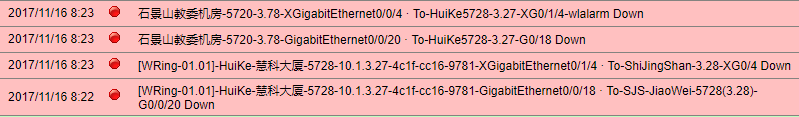 2017/11/16 8:23 石景山教委机房-5720-3.78-XGigabitEthernet0/0/4 · To-HuiKe5728-3.27-XG0/1/4-wlalarm Down
2017/11/16 8:23 石景山教委机房-5720-3.78-GigabitEthernet0/0/20 · To-HuiKe5728-3.27-G0/18 Down
2017/11/16 8:23 [WRing-01.01]-HuiKe-慧科大厦-5728-10.1.3.27-4c1f-cc16-9781-XGigabitEthernet0/1/4 · To-ShiJingShan-3.28-XG0/4 Down
2017/11/16 8:22 [WRing-01.01]-HuiKe-慧科大厦-5728-10.1.3.27-4c1f-cc16-9781-GigabitEthernet0/0/18 · To-SJS-JiaoWei-5728(3.28)-
G0/0/20 Down